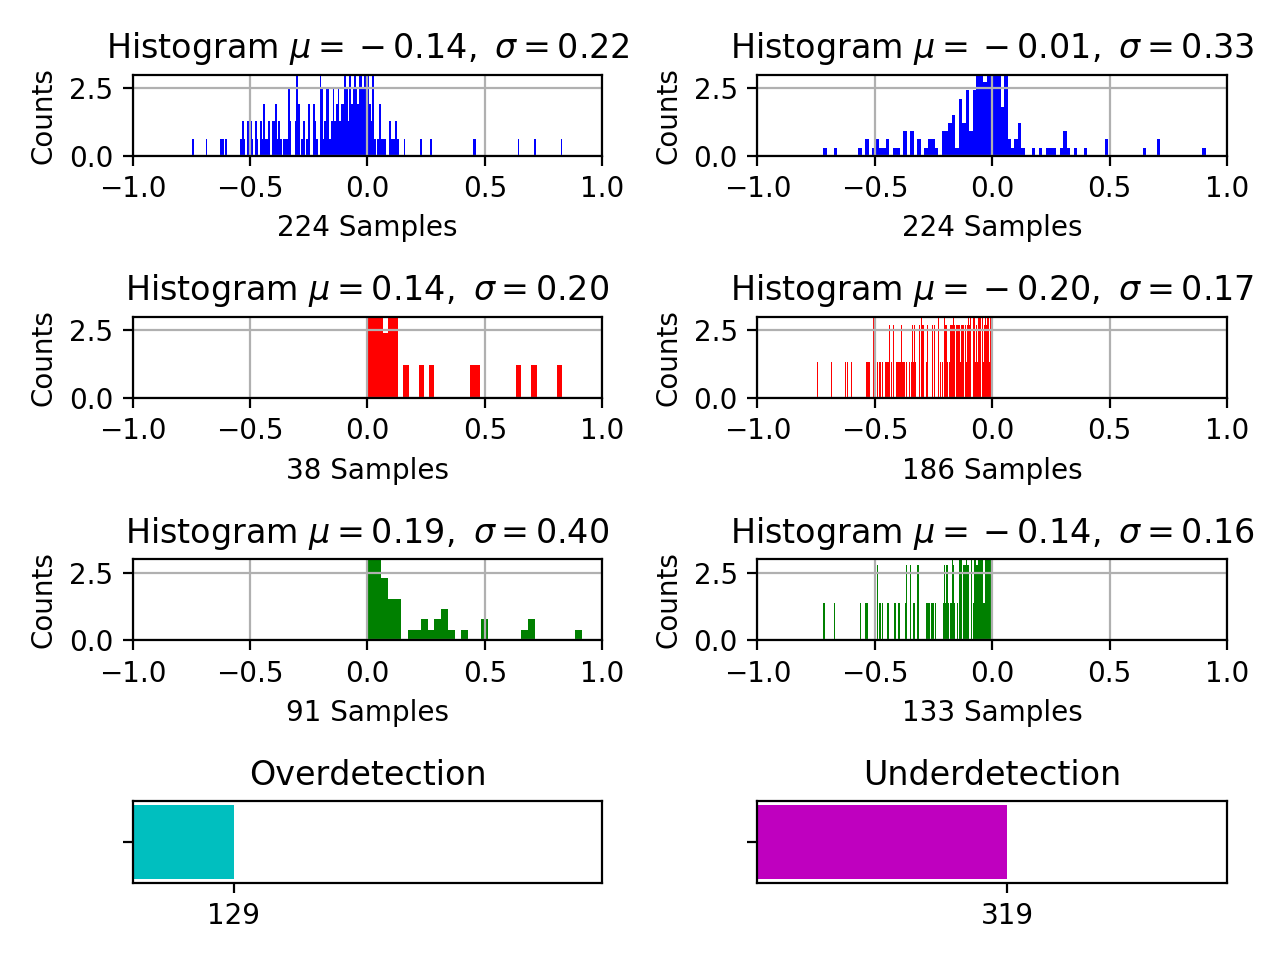 Histogram μ = −0.14, σ = 0.22
Counts
2.5
0.0
−1.0 −0.5 0.0 0.5 1.0
224 Samples
Histogram μ = −0.01, σ = 0.33
Counts
2.5
0.0
−1.0 −0.5 0.0 0.5 1.0
224 Samples
Histogram μ = 0.14, σ = 0.20
Counts
2.5
0.0
−1.0 −0.5 0.0 0.5 1.0
38 Samples
Histogram μ = −0.20, σ = 0.17
Counts
2.5
0.0
−1.0 −0.5 0.0 0.5 1.0
186 Samples
Histogram μ = 0.19, σ = 0.40
Counts
2.5
0.0
−1.0 −0.5 0.0 0.5 1.0
91 Samples
Histogram μ = −0.14, σ = 0.16
Counts
2.5
0.0
−1.0 −0.5 0.0 0.5 1.0
133 Samples
Overdetection
129
Underdetection
319